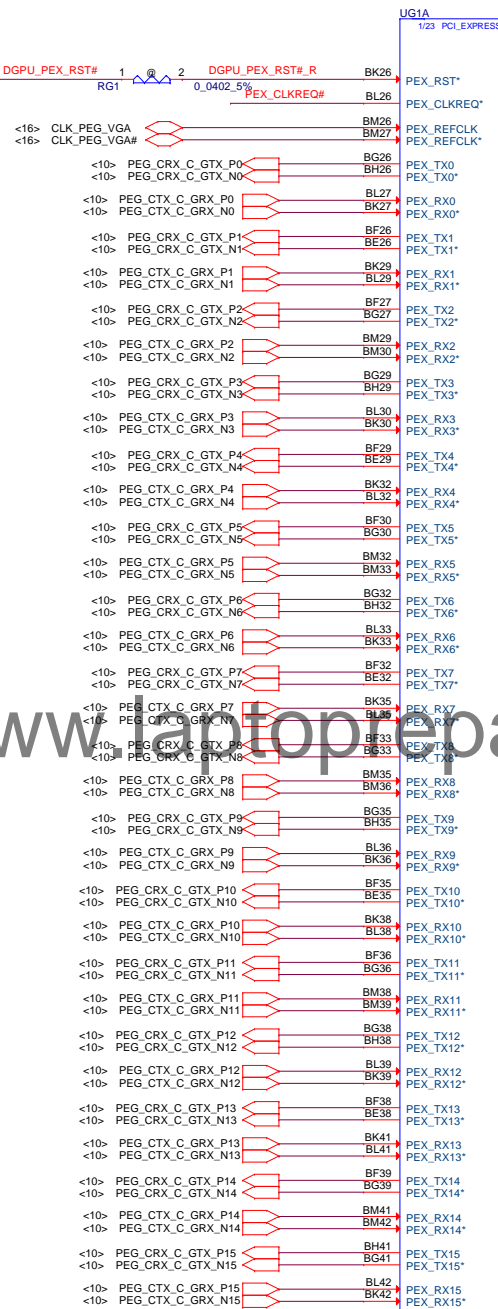 UG1A
1/23 PCI_EXPRESS
DGPU_PEX_RST# 1 @ 2 DGPU_PEX_RST#_R BK26 PEX_RST*
RG1 0_0402_5%
PEX_CLKREQ# BL26 PEX_CLKREQ*
<16> CLK_PEG_VGA BM26 PEX_REFCLK
<16> CLK_PEG_VGA# BM27 PEX_REFCLK*
<10> PEG_CRX_C_GTX_P0 BG26 PEX_TX0
<10> PEG_CRX_C_GTX_N0 BH26 PEX_TX0*
<10> PEG_CTX_C_GRX_P0 BL27 PEX_RX0
<10> PEG_CTX_C_GRX_N0 BK27 PEX_RX0*
<10> PEG_CRX_C_GTX_P1 BF26 PEX_TX1
<10> PEG_CRX_C_GTX_N1 BE26 PEX_TX1*
<10> PEG_CTX_C_GRX_P1 BK29 PEX_RX1
<10> PEG_CTX_C_GRX_N1 BL29 PEX_RX1*
<10> PEG_CRX_C_GTX_P2 BF27 PEX_TX2
<10> PEG_CRX_C_GTX_N2 BG27 PEX_TX2*
<10> PEG_CTX_C_GRX_P2 BM29 PEX_RX2
<10> PEG_CTX_C_GRX_N2 BM30 PEX_RX2*
<10> PEG_CRX_C_GTX_P3 BG29 PEX_TX3
<10> PEG_CRX_C_GTX_N3 BH29 PEX_TX3*
<10> PEG_CTX_C_GRX_P3 BL30 PEX_RX3
<10> PEG_CTX_C_GRX_N3 BK30 PEX_RX3*
<10> PEG_CRX_C_GTX_P4 BF29 PEX_TX4
<10> PEG_CRX_C_GTX_N4 BE29 PEX_TX4*
<10> PEG_CTX_C_GRX_P4 BK32 PEX_RX4
<10> PEG_CTX_C_GRX_N4 BL32 PEX_RX4*
<10> PEG_CRX_C_GTX_P5 BF30 PEX_TX5
<10> PEG_CRX_C_GTX_N5 BG30 PEX_TX5*
<10> PEG_CTX_C_GRX_P5 BM32 PEX_RX5
<10> PEG_CTX_C_GRX_N5 BM33 PEX_RX5*
<10> PEG_CRX_C_GTX_P6 BG32 PEX_TX6
<10> PEG_CRX_C_GTX_N6 BH32 PEX_TX6*
<10> PEG_CTX_C_GRX_P6 BL33 PEX_RX6
<10> PEG_CTX_C_GRX_N6 BK33 PEX_RX6*
<10> PEG_CRX_C_GTX_P7 BF32 PEX_TX7
<10> PEG_CRX_C_GTX_N7 BE32 PEX_TX7*
<10> PEG_CTX_C_GRX_P7 BK35 PEX_RX7
<10> PEG_CTX_C_GRX_N7 BL35 PEX_RX7*
ww.laptoprepa
<10> PEG_CRX_C_GTX_P8 BF33 PEX_TX8
<10> PEG_CRX_C_GTX_N8 BG33 PEX_TX8*
<10> PEG_CTX_C_GRX_P8 BM35 PEX_RX8
<10> PEG_CTX_C_GRX_N8 BM36 PEX_RX8*
<10> PEG_CRX_C_GTX_P9 BG35 PEX_TX9
<10> PEG_CRX_C_GTX_N9 BH35 PEX_TX9*
<10> PEG_CTX_C_GRX_P9 BL36 PEX_RX9
<10> PEG_CTX_C_GRX_N9 BK36 PEX_RX9*
<10> PEG_CRX_C_GTX_P10 BF35 PEX_TX10
<10> PEG_CRX_C_GTX_N10 BE35 PEX_TX10*
<10> PEG_CTX_C_GRX_P10 BK38 PEX_RX10
<10> PEG_CTX_C_GRX_N10 BL38 PEX_RX10*
<10> PEG_CRX_C_GTX_P11 BF36 PEX_TX11
<10> PEG_CRX_C_GTX_N11 BG36 PEX_TX11*
<10> PEG_CTX_C_GRX_P11 BM38 PEX_RX11
<10> PEG_CTX_C_GRX_N11 BM39 PEX_RX11*
<10> PEG_CRX_C_GTX_P12 BG38 PEX_TX12
<10> PEG_CRX_C_GTX_N12 BH38 PEX_TX12*
<10> PEG_CTX_C_GRX_P12 BL39 PEX_RX12
<10> PEG_CTX_C_GRX_N12 BK39 PEX_RX12*
<10> PEG_CRX_C_GTX_P13 BF38 PEX_TX13
<10> PEG_CRX_C_GTX_N13 BE38 PEX_TX13*
<10> PEG_CTX_C_GRX_P13 BK41 PEX_RX13
<10> PEG_CTX_C_GRX_N13 BL41 PEX_RX13*
<10> PEG_CRX_C_GTX_P14 BF39 PEX_TX14
<10> PEG_CRX_C_GTX_N14 BG39 PEX_TX14*
<10> PEG_CTX_C_GRX_P14 BM41 PEX_RX14
<10> PEG_CTX_C_GRX_N14 BM42 PEX_RX14*
<10> PEG_CRX_C_GTX_P15 BH41 PEX_TX15
<10> PEG_CRX_C_GTX_N15 BG41 PEX_TX15*
<10> PEG_CTX_C_GRX_P15 BL42 PEX_RX15
<10> PEG_CTX_C_GRX_N15 BK42 PEX_RX15*